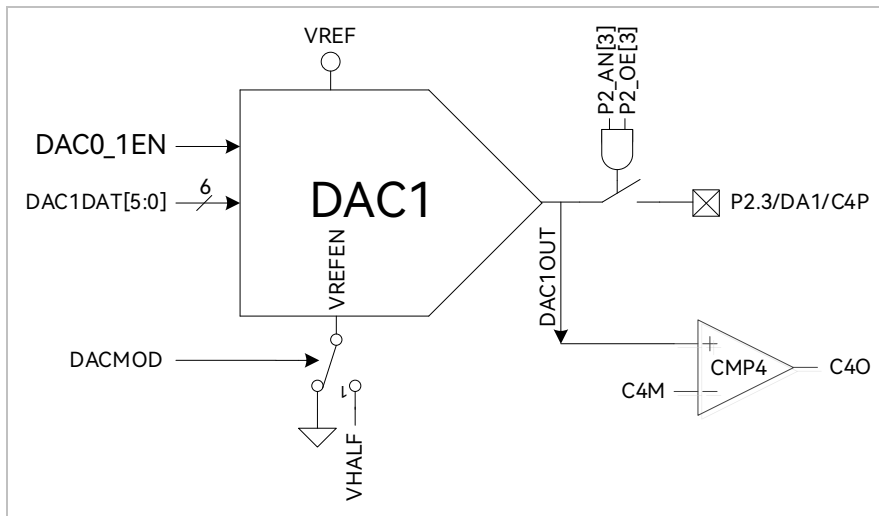 VREF
P2_AN[3]
P2_OE[3]
DAC0_1EN
6
DAC1DAT[5:0]
DAC1
P2.3/DA1/C4P
VREFEN
DAC1OUT
DACMOD
CMP4
C4O
C4M
1
VHALF
+